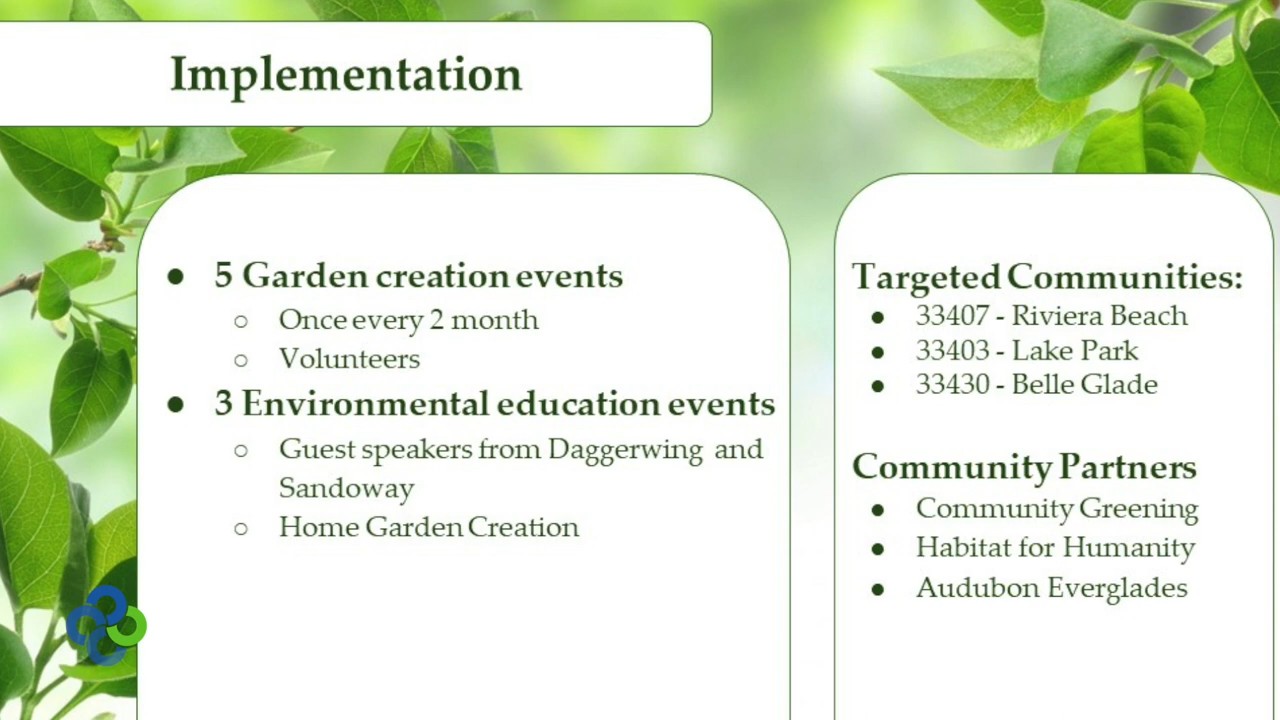 Implementation
● 5 Garden creation events
○ Once every 2 month
○ Volunteers
● 3 Environmental education events
○ Guest speakers from Daggerwing and
Sandoway
○ Home Garden Creation
Targeted Communities:
● 33407 - Riviera Beach
● 33403 - Lake Park
● 33430 - Belle Glade
Community Partners
● Community Greening
● Habitat for Humanity
● Audubon Everglades